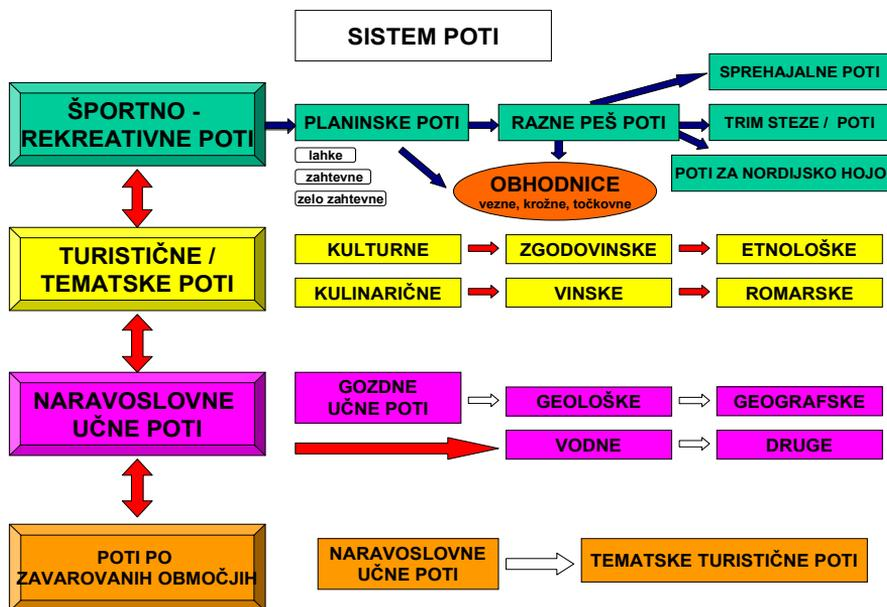 SISTEM POTI
ŠPORTNO -
REKREATIVNE POTI
PLANINSKE POTI
lahke
zahtevne
zelo zahtevne
RAZNE PEŠ POTI
SPREHAJALNE POTI
TRIM STEZE / POTI
POTI ZA NORDIJSKO HOJO
OBHODNICE
vezne, krožne, točkovne
TURISTIČNE /
TEMATSKE POTI
KULTURNE
ZGODOVINSKE
ETNOLOŠKE
KULINARIČNE
VINSKE
ROMARSKE
NARAVOSLOVNE
UČNE POTI
GOZDNE
UČNE POTI
GEOLOŠKE
GEOGRAFSKE
VODNE
DRUGE
POTI PO
ZAVAROVANIH OBMOČJIH
NARAVOSLOVNE
UČNE POTI
TEMATSKE TURISTIČNE POTI